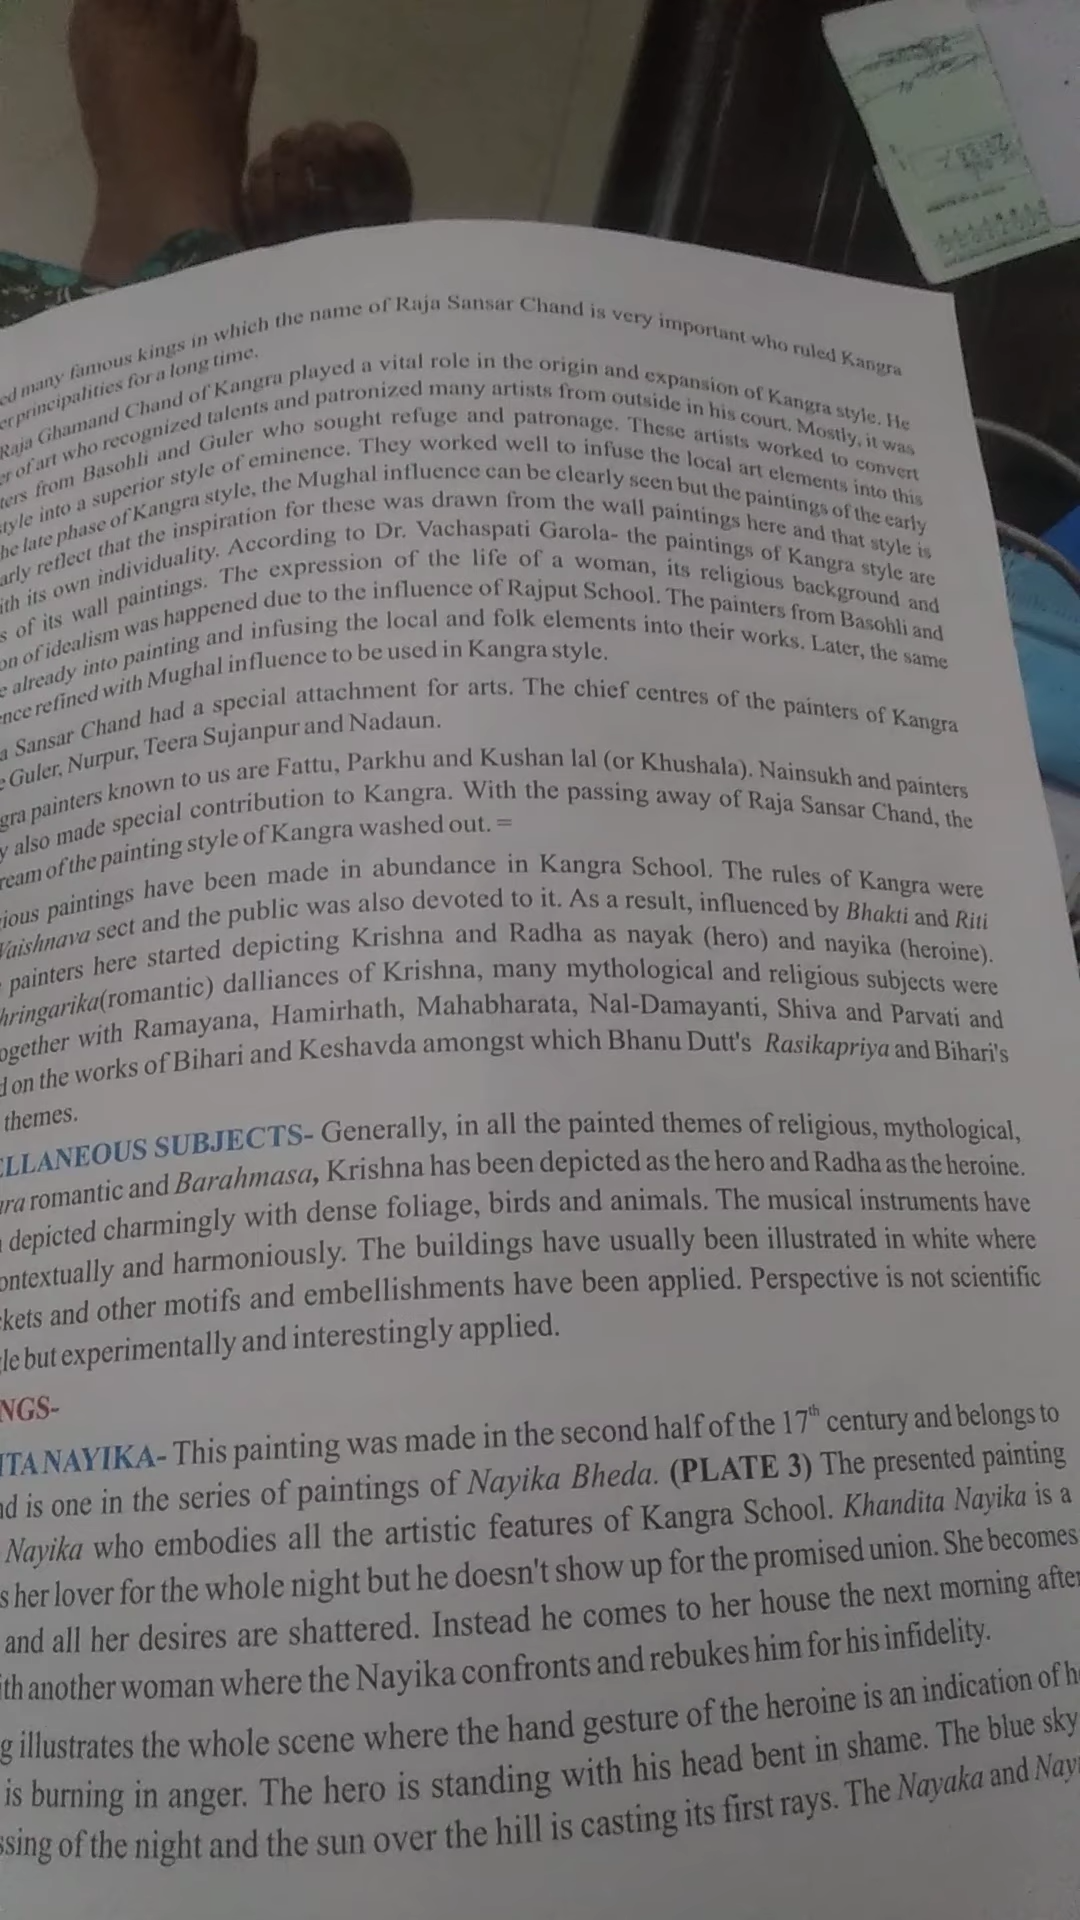 many famous kings in which the name of Raja Sansar Chand is very important who ruled Kangra
principalities for a long time.
Raja Ghamand Chand of Kangra played a vital role in the origin and expansion of Kangra style. He
of art who recognized talents and patronized many artists from outside in his court. Mostly, it was
from Basohli and Guler who sought refuge and patronage. These artists worked to convert
into a superior style of eminence. They worked well to infuse the local art elements into this
late phase of Kangra style, the Mughal influence can be clearly seen but the paintings of the early
reflect that the inspiration for these was drawn from the wall paintings here and that style is
its own individuality. According to Dr. Vachaspati Garola- the paintings of Kangra style are
of its wall paintings. The expression of the life of a woman, its religious background and
of idealism was happened due to the influence of Rajput School. The painters from Basohli and
already into painting and infusing the local and folk elements into their works. Later, the same
refined with Mughal influence to be used in Kangra style.
Sansar Chand had a special attachment for arts. The chief centres of the painters of Kangra
Guler, Nurpur, Teera Sujanpur and Nadaun.
painters known to us are Fattu, Parkhu and Kushan lal (or Khushala). Nainsukh and painters
also made special contribution to Kangra. With the passing away of Raja Sansar Chand, the
of the painting style of Kangra washed out. =
paintings have been made in abundance in Kangra School. The rules of Kangra were
Vaishnava sect and the public was also devoted to it. As a result, influenced by Bhakti and Riti
painters here started depicting Krishna and Radha as nayak (hero) and nayika (heroine).
hringarika(romantic) dalliances of Krishna, many mythological and religious subjects were
ogether with Ramayana, Hamirhath, Mahabharata, Nal-Damayanti, Shiva and Parvati and
on the works of Bihari and Keshavda amongst which Bhanu Dutt's Rasikapriya and Bihari's
themes.
LLANEOUS SUBJECTS- Generally, in all the painted themes of religious, mythological,
ra romantic and Barahmasa, Krishna has been depicted as the hero and Radha as the heroine.
depicted charmingly with dense foliage, birds and animals. The musical instruments have
ontextually and harmoniously. The buildings have usually been illustrated in white where
kets and other motifs and embellishments have been applied. Perspective is not scientific
le but experimentally and interestingly applied.
NGS-
ITA NAYIKA- This painting was made in the second half of the 17th century and belongs to
d is one in the series of paintings of Nayika Bheda. (PLATE 3) The presented painting
Nayika who embodies all the artistic features of Kangra School. Khandita Nayika is a
s her lover for the whole night but he doesn't show up for the promised union. She becomes
and all her desires are shattered. Instead he comes to her house the next morning after
ith another woman where the Nayika confronts and rebukes him for his infidelity.
g illustrates the whole scene where the hand gesture of the heroine is an indication of h
is burning in anger. The hero is standing with his head bent in shame. The blue sky
ssing of the night and the sun over the hill is casting its first rays. The Nayaka and Nay